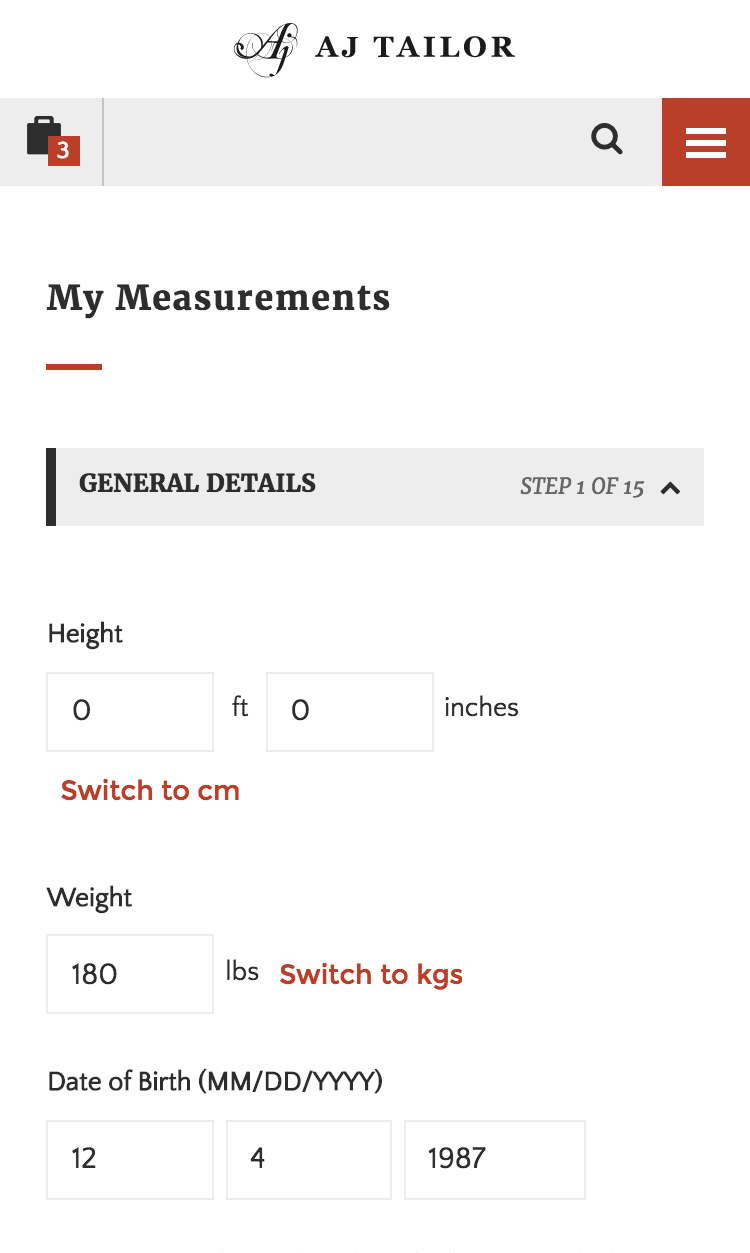 AJ TAILOR
3
My Measurements
GENERAL DETAILS STEP 1 OF 15
Height
0 ft 0 inches
Switch to cm
Weight
180 lbs Switch to kgs
Date of Birth (MM/DD/YYYY)
12 4 1987